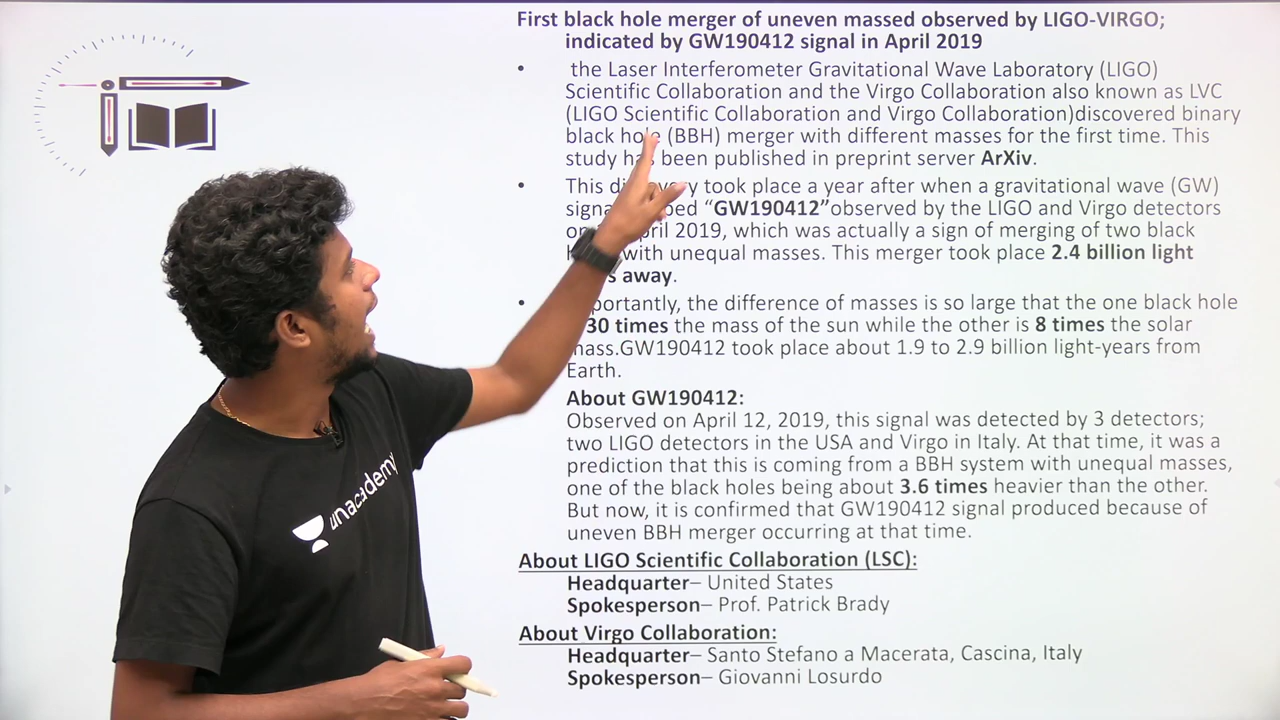 First black hole merger of uneven massed observed by LIGO-VIRGO;
indicated by GW190412 signal in April 2019
• the Laser Interferometer Gravitational Wave Laboratory (LIGO)
Scientific Collaboration and the Virgo Collaboration also known as LVC
(LIGO Scientific Collaboration and Virgo Collaboration)discovered binary
black hole (BBH) merger with different masses for the first time. This
study has been published in preprint server ArXiv.
• This discovery took place a year after when a gravitational wave (GW)
“GW190412”observed by the LIGO and Virgo detectors
2019, which was actually a sign of merging of two black
with unequal masses. This merger took place 2.4 billion light
away.
• the difference of masses is so large that the one black hole
30 times the mass of the sun while the other is 8 times the solar
mass.GW190412 took place about 1.9 to 2.9 billion light-years from
Earth.
About GW190412:
Observed on April 12, 2019, this signal was detected by 3 detectors;
two LIGO detectors in the USA and Virgo in Italy. At that time, it was a
prediction that this is coming from a BBH system with unequal masses,
one of the black holes being about 3.6 times heavier than the other.
But now, it is confirmed that GW190412 signal produced because of
uneven BBH merger occurring at that time.
About LIGO Scientific Collaboration (LSC):
Headquarter– United States
Spokesperson– Prof. Patrick Brady
About Virgo Collaboration:
Headquarter– Santo Stefano a Macerata, Cascina, Italy
Spokesperson– Giovanni Losurdo
unacademy